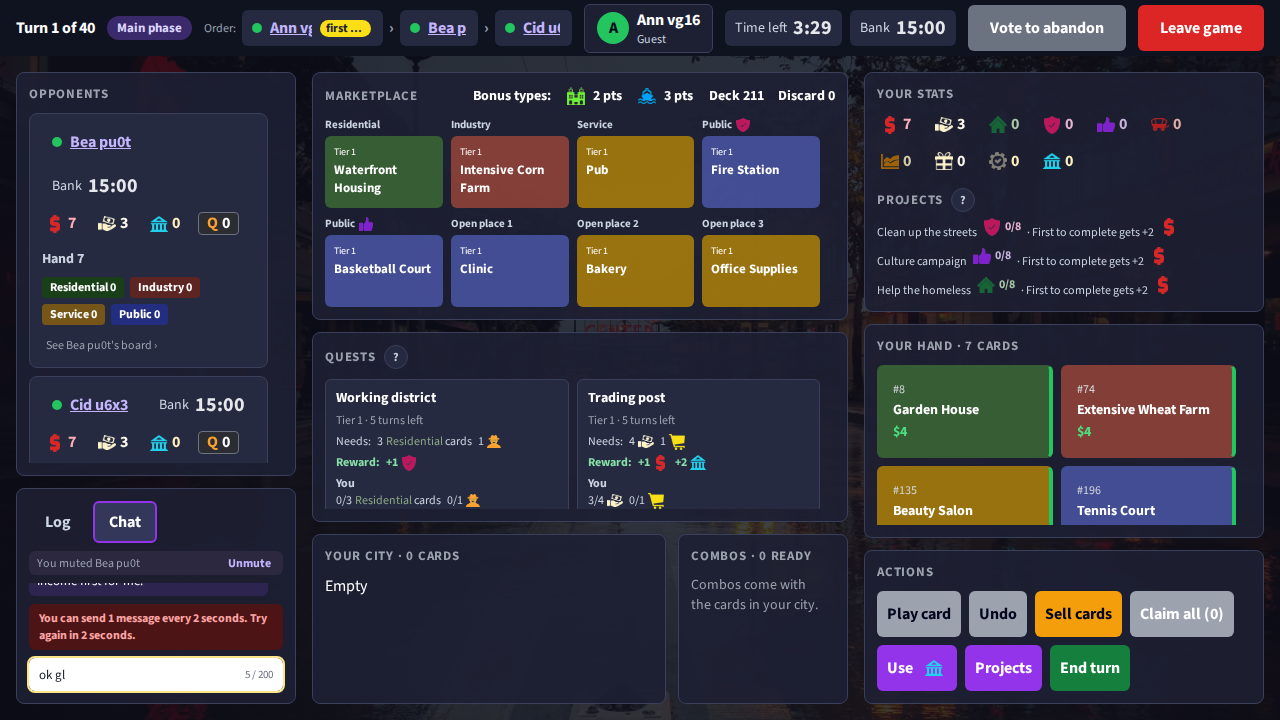 Turn 1 of 40
Main phase
Order:
Ann vg
first ...
›
Bea p
›
Cid u
A
Ann vg16
Guest
Time left 3:29
Bank 15:00
Vote to abandon
Leave game
OPPONENTS
Bea pu0t
Bank 15:00
7 3 0 Q 0
Hand 7
Residential 0 Industry 0
Service 0 Public 0
See Bea pu0t's board ›
Cid u6x3 Bank 15:00
7 3 0 Q 0
Log Chat
You muted Bea pu0t Unmute
income first for me.
You can send 1 message every 2 seconds. Try
again in 2 seconds.
ok gl 5 / 200
MARKETPLACE Bonus types: 2 pts 3 pts Deck 211 Discard 0
Residential Industry Service Public
Tier 1 Tier 1 Tier 1 Tier 1
Waterfront Housing
Intensive Corn Farm
Pub
Fire Station
Public Open place 1 Open place 2 Open place 3
Tier 1 Tier 1 Tier 1 Tier 1
Basketball Court Clinic Bakery Office Supplies
QUESTS ?
Working district
Tier 1 · 5 turns left
Needs: 3 Residential cards 1
Reward: +1
You
0/3 Residential cards 0/1
Trading post
Tier 1 · 5 turns left
Needs: 4 1
Reward: +1 +2
You
3/4 0/1
YOUR CITY · 0 CARDS
Empty
COMBOS · 0 READY
Combos come with
the cards in your city.
YOUR STATS
7 3 0 0 0 0
0 0 0 0
PROJECTS ?
Clean up the streets 0/8 · First to complete gets +2
Culture campaign 0/8 · First to complete gets +2
Help the homeless 0/8 · First to complete gets +2
YOUR HAND · 7 CARDS
#8
Garden House
$4
#74
Extensive Wheat Farm
$4
#135
Beauty Salon
#196
Tennis Court
ACTIONS
Play card Undo Sell cards Claim all (0)
Use Projects End turn